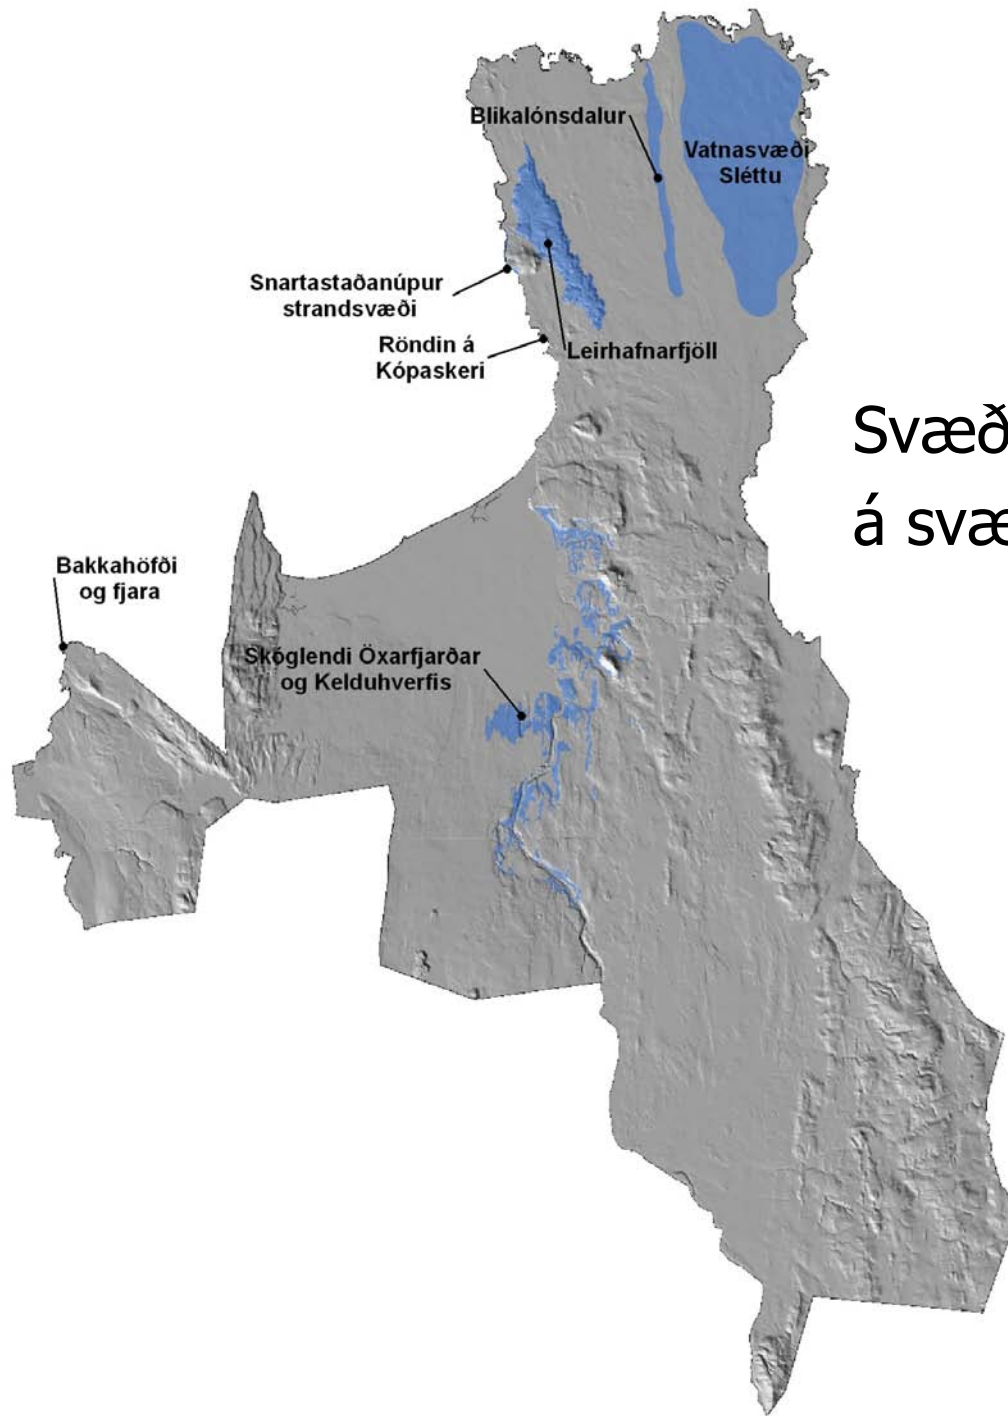 Blikalónsdalur
Vatnasvæði
Sléttu
Snartastaðanúpur
strandsvæði
Röndin á
Kópaskeri
Leirhafnarfjöll
Bakkahöfði
og fjara
Skóglendi Öxarfjarðar
og Kelduhverfis
Svæð
á svæ